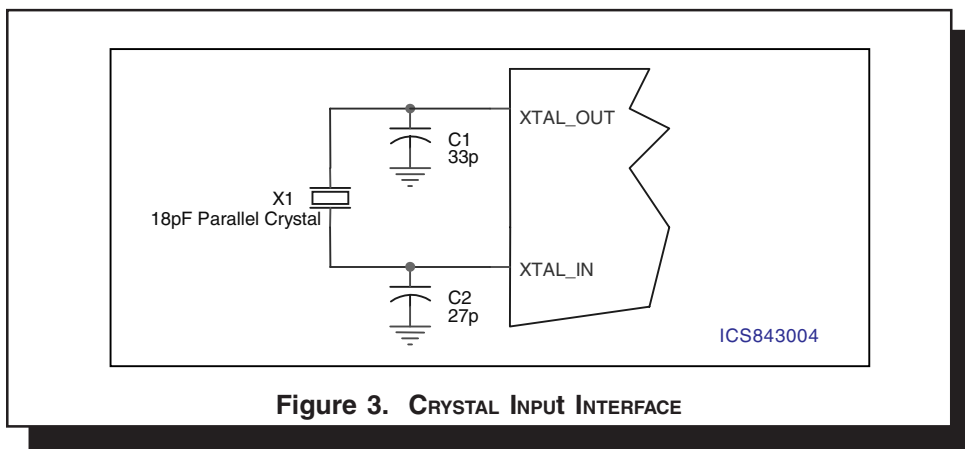 XTAL_OUT
C1
33p
X1
18pF Parallel Crystal
XTAL_IN
C2
27p
ICS843004
Figure 3. CRYSTAL INPUt INTERFACE